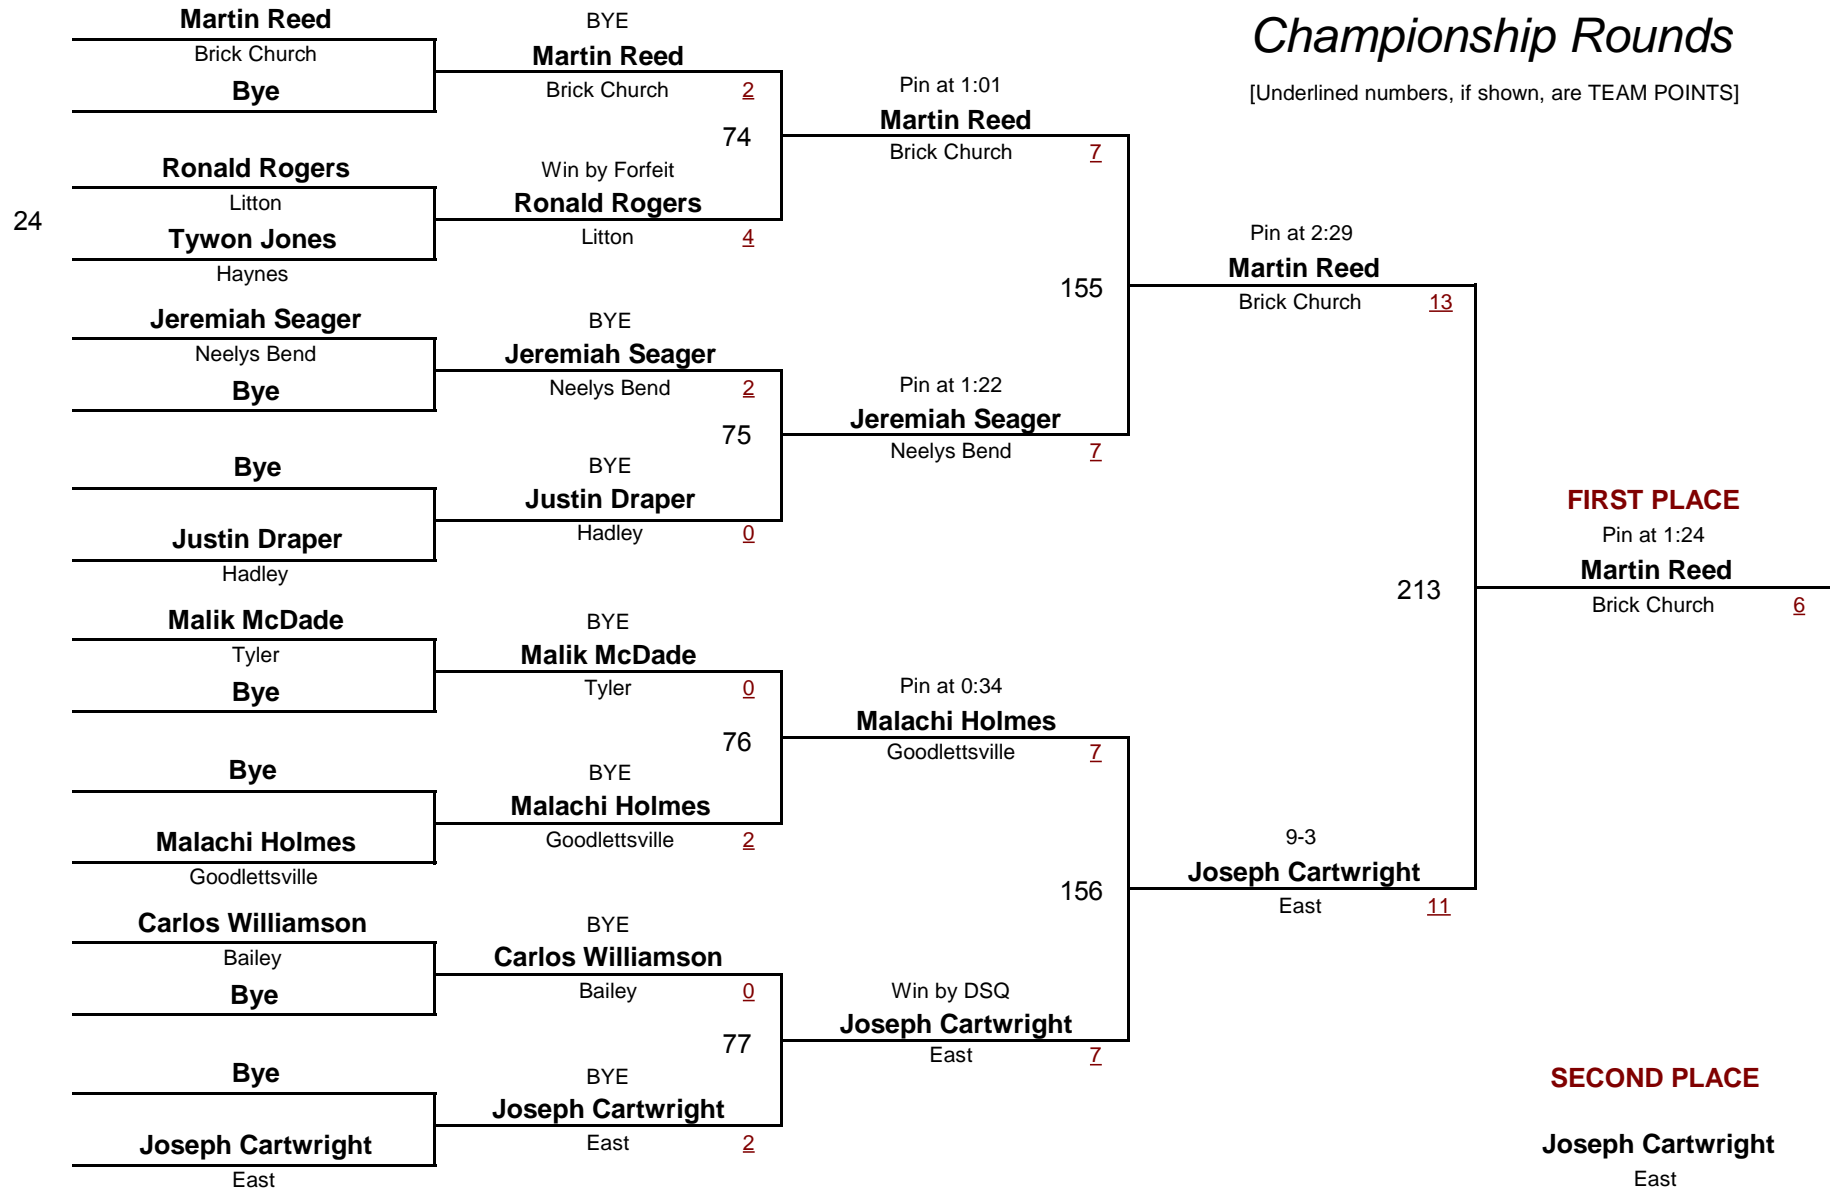 Championship Rounds
[Underlined numbers, if shown, are TEAM POINTS]
Martin Reed
Brick Church
Bye
24
Ronald Rogers
Litton
Tywon Jones
Haynes
Jeremiah Seager
Neelys Bend
Bye
Bye
Justin Draper
Hadley
Malik McDade
Tyler
Bye
Bye
Malachi Holmes
Goodlettsville
Carlos Williamson
Bailey
Bye
Bye
Joseph Cartwright
East
BYE
Martin Reed
Brick Church 2
74
Win by Forfeit
Ronald Rogers
Litton 4
BYE
Jeremiah Seager
Neelys Bend 2
75
BYE
Justin Draper
Hadley 0
BYE
Malik McDade
Tyler 0
76
BYE
Malachi Holmes
Goodlettsville 2
BYE
Carlos Williamson
Bailey 0
77
BYE
Joseph Cartwright
East 2
Pin at 1:01
Martin Reed
Brick Church 7
155
Pin at 1:22
Jeremiah Seager
Neelys Bend 7
Pin at 0:34
Malachi Holmes
Goodlettsville 7
156
Win by DSQ
Joseph Cartwright
East 7
Pin at 2:29
Martin Reed
Brick Church 13
213
9-3
Joseph Cartwright
East 11
FIRST PLACE
Pin at 1:24
Martin Reed
Brick Church 6
SECOND PLACE
Joseph Cartwright
East